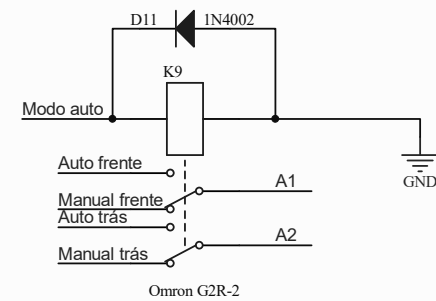 D11 1N4002
K9
Modo auto
Auto frente
GND
Manual frente
A1
Auto trás
A2
Manual trás
Omron G2R-2